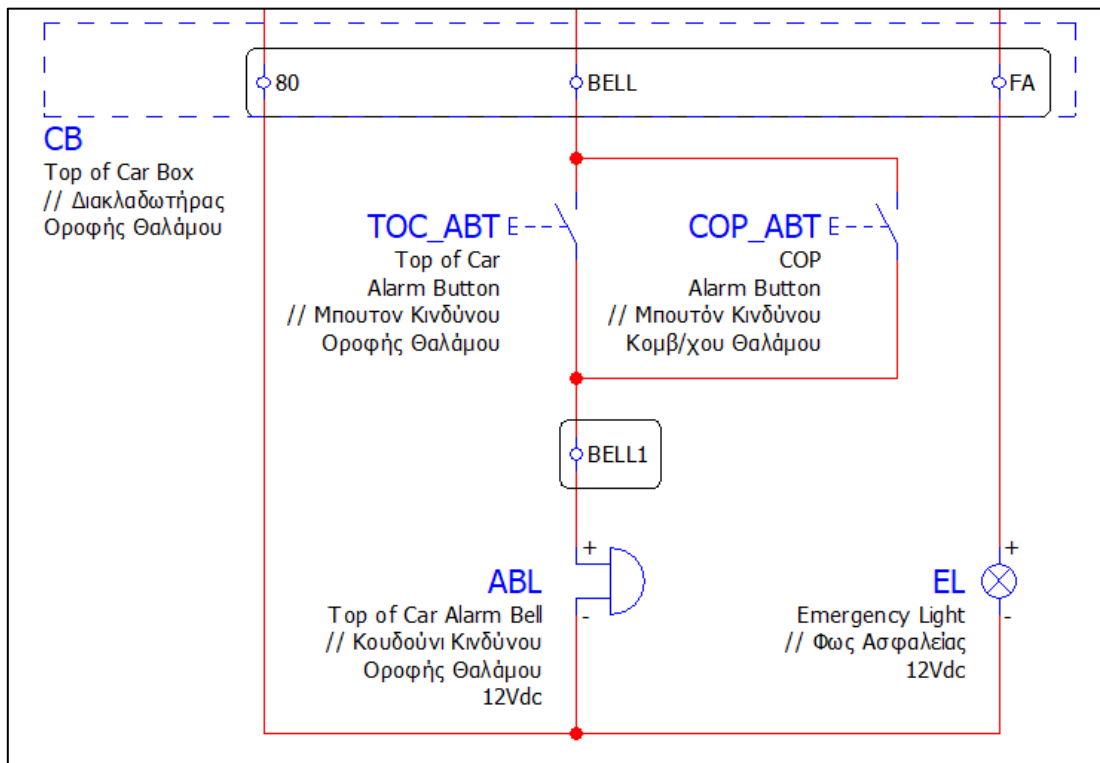 80
BELL
FA
CB
Top of Car Box
// Διακλαδωτήρας
Οροφής Θαλάμου
TOC_ABT
Top of Car
Alarm Button
// Μπουτον Κινδύνου
Οροφής Θαλάμου
COP_ABT
COP
Alarm Button
// Μπουτόν Κινδύνου
Κομβ/χου Θαλάμου
BELL1
+
-
ABL
Top of Car Alarm Bell
// Κουδούνι Κινδύνου
Οροφής Θαλάμου
12Vdc
+
-
EL
Emergency Light
// Φως Ασφαλείας
12Vdc